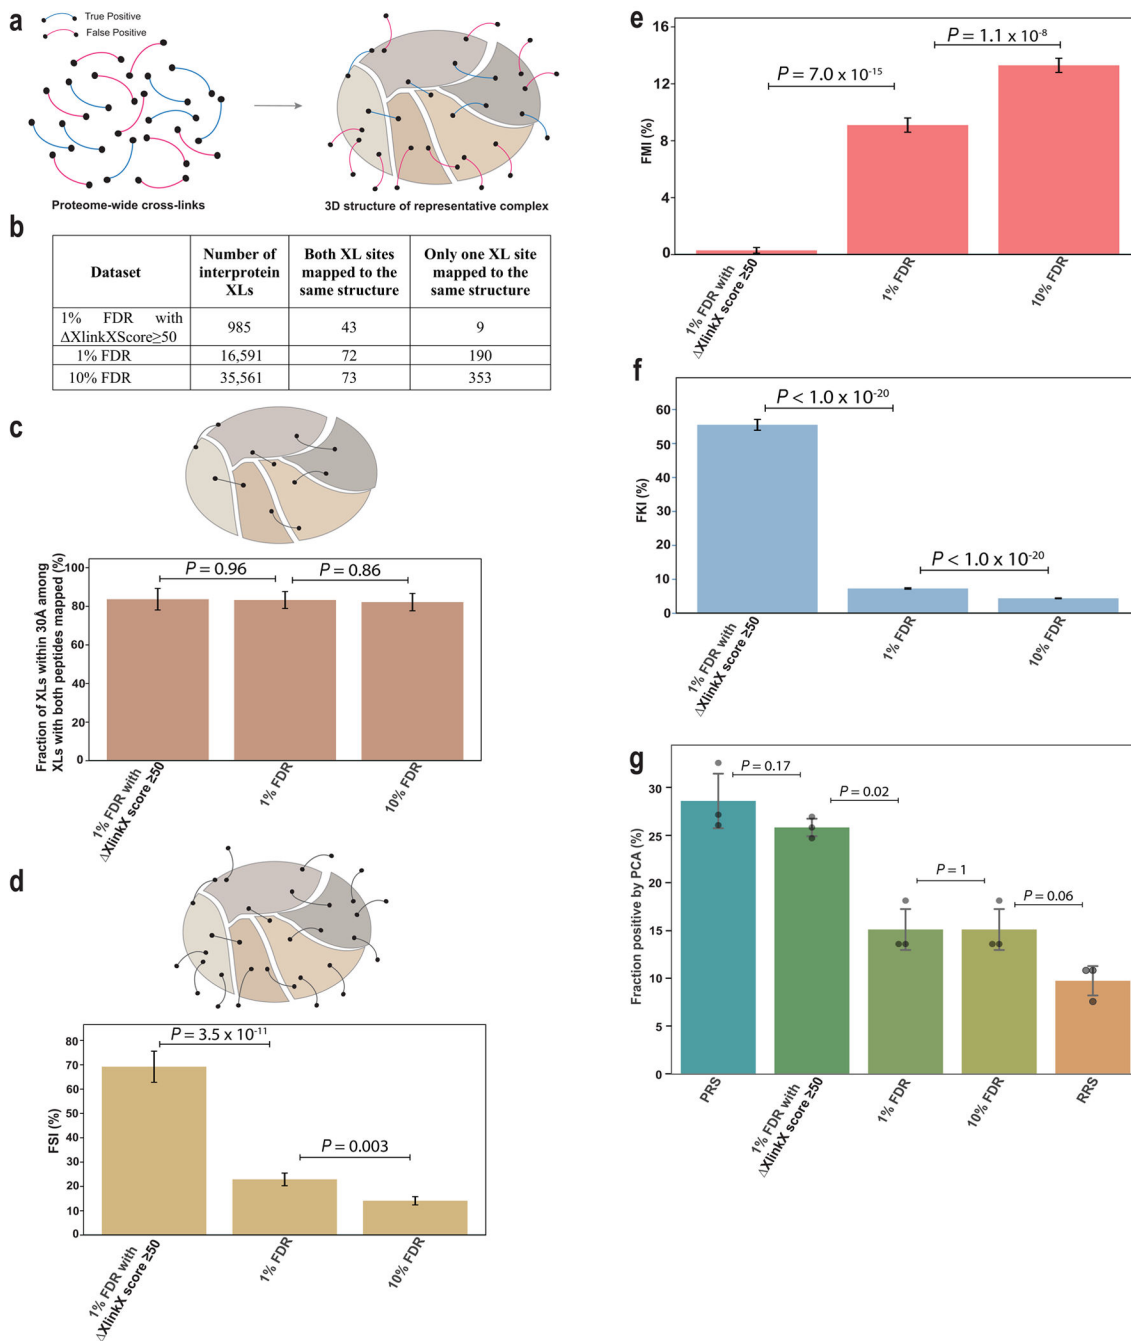 a
True Positive
False Positive
Proteome-wide cross-links
3D structure of representative complex
b
Dataset
Number of
interprotein
XLs
Both XL sites
mapped to the
same structure
Only one XL site
mapped to the
same structure
1% FDR with
ΔXlinkXScore≥50
985
43
9
1% FDR
16,591
72
190
10% FDR
35,561
73
353
c
Fraction of XLs within 30Å among
XLs with both peptides mapped (%)
100
80
60
40
20
0
P = 0.96
P = 0.86
1% FDR with
ΔXlinkX score ≥50
1% FDR
10% FDR
d
FSI (%)
80
70
60
50
40
30
20
10
0
P = 3.5 x 10⁻¹¹
P = 0.003
1% FDR with
ΔXlinkX score ≥50
1% FDR
10% FDR
e
FMI (%)
16
12
8
4
0
P = 7.0 x 10⁻¹⁵
P = 1.1 x 10⁻⁸
1% FDR with
ΔXlinkX score ≥50
1% FDR
10% FDR
f
FKI (%)
60
50
60
30
20
10
0
P < 1.0 x 10⁻²⁰
P < 1.0 x 10⁻²⁰
1% FDR with
ΔXlinkX score ≥50
1% FDR
10% FDR
g
Fraction positive by PCA (%)
30
25
20
15
10
5
0
P = 0.17
P = 0.02
P = 1
P = 0.06
PRS
1% FDR with
ΔXlinkX score ≥50
1% FDR
10% FDR
RRS